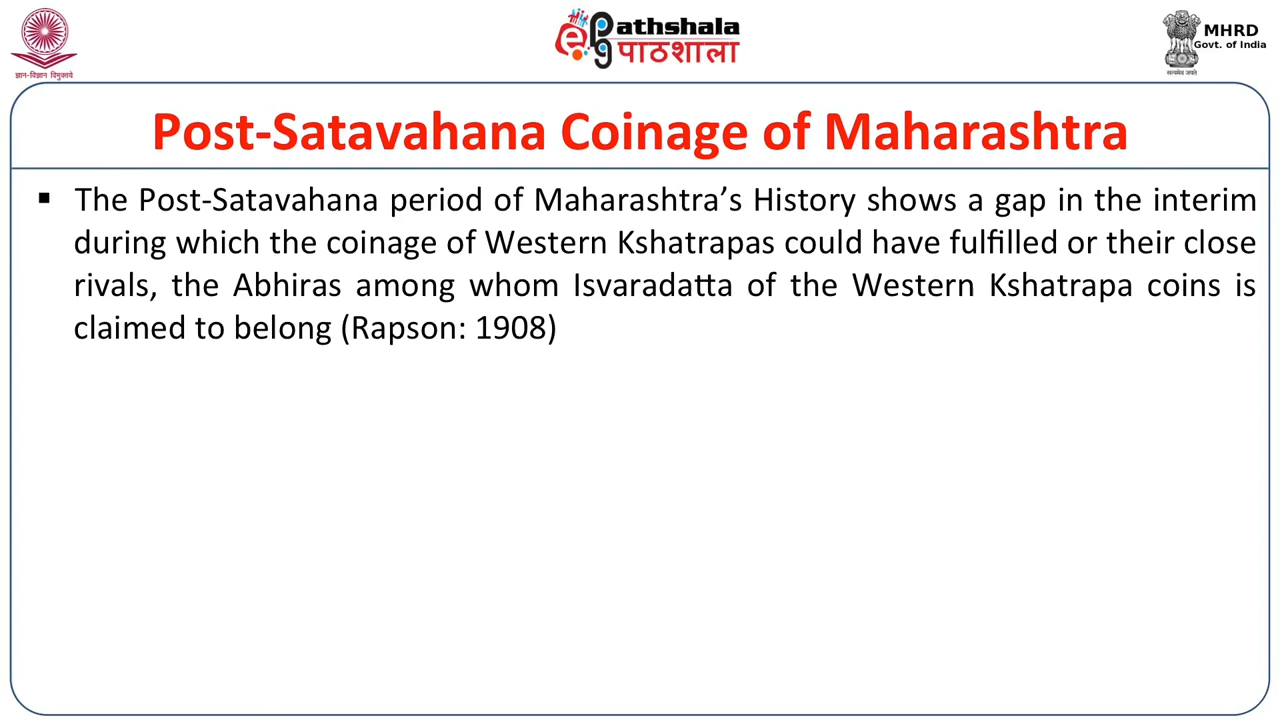 ज्ञान-विज्ञान विमुक्तये
epg Pathshala
पाठशाला
MHRD
Govt. of India
सत्यमेव जयते
Post-Satavahana Coinage of Maharashtra
▪ The Post-Satavahana period of Maharashtra’s History shows a gap in the interim
during which the coinage of Western Kshatrapas could have fulfilled or their close
rivals, the Abhiras among whom Isvaradatta of the Western Kshatrapa coins is
claimed to belong (Rapson: 1908)